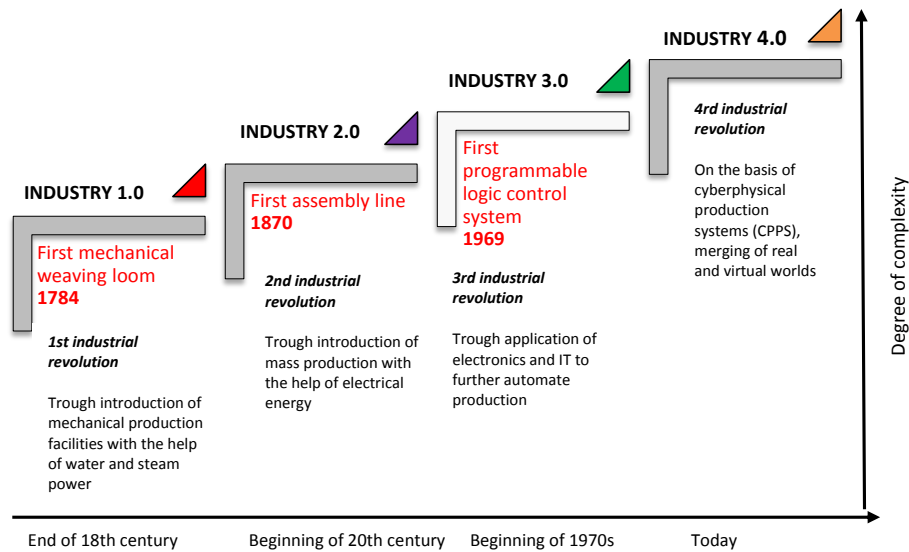 INDUSTRY 1.0
First mechanical
weaving loom
1784
1st industrial
revolution
Trough introduction of
mechanical production
facilities with the help
of water and steam
power
INDUSTRY 2.0
First assembly line
1870
2nd industrial
revolution
Trough introduction of
mass production with
the help of electrical
energy
INDUSTRY 3.0
First
programmable
logic control
system
1969
3rd industrial
revolution
Trough application of
electronics and IT to
further automate
production
INDUSTRY 4.0
4rd industrial
revolution
On the basis of
cyberphysical
production
systems (CPPS),
merging of real
and virtual worlds
Degree of complexity
End of 18th century
Beginning of 20th century
Beginning of 1970s
Today